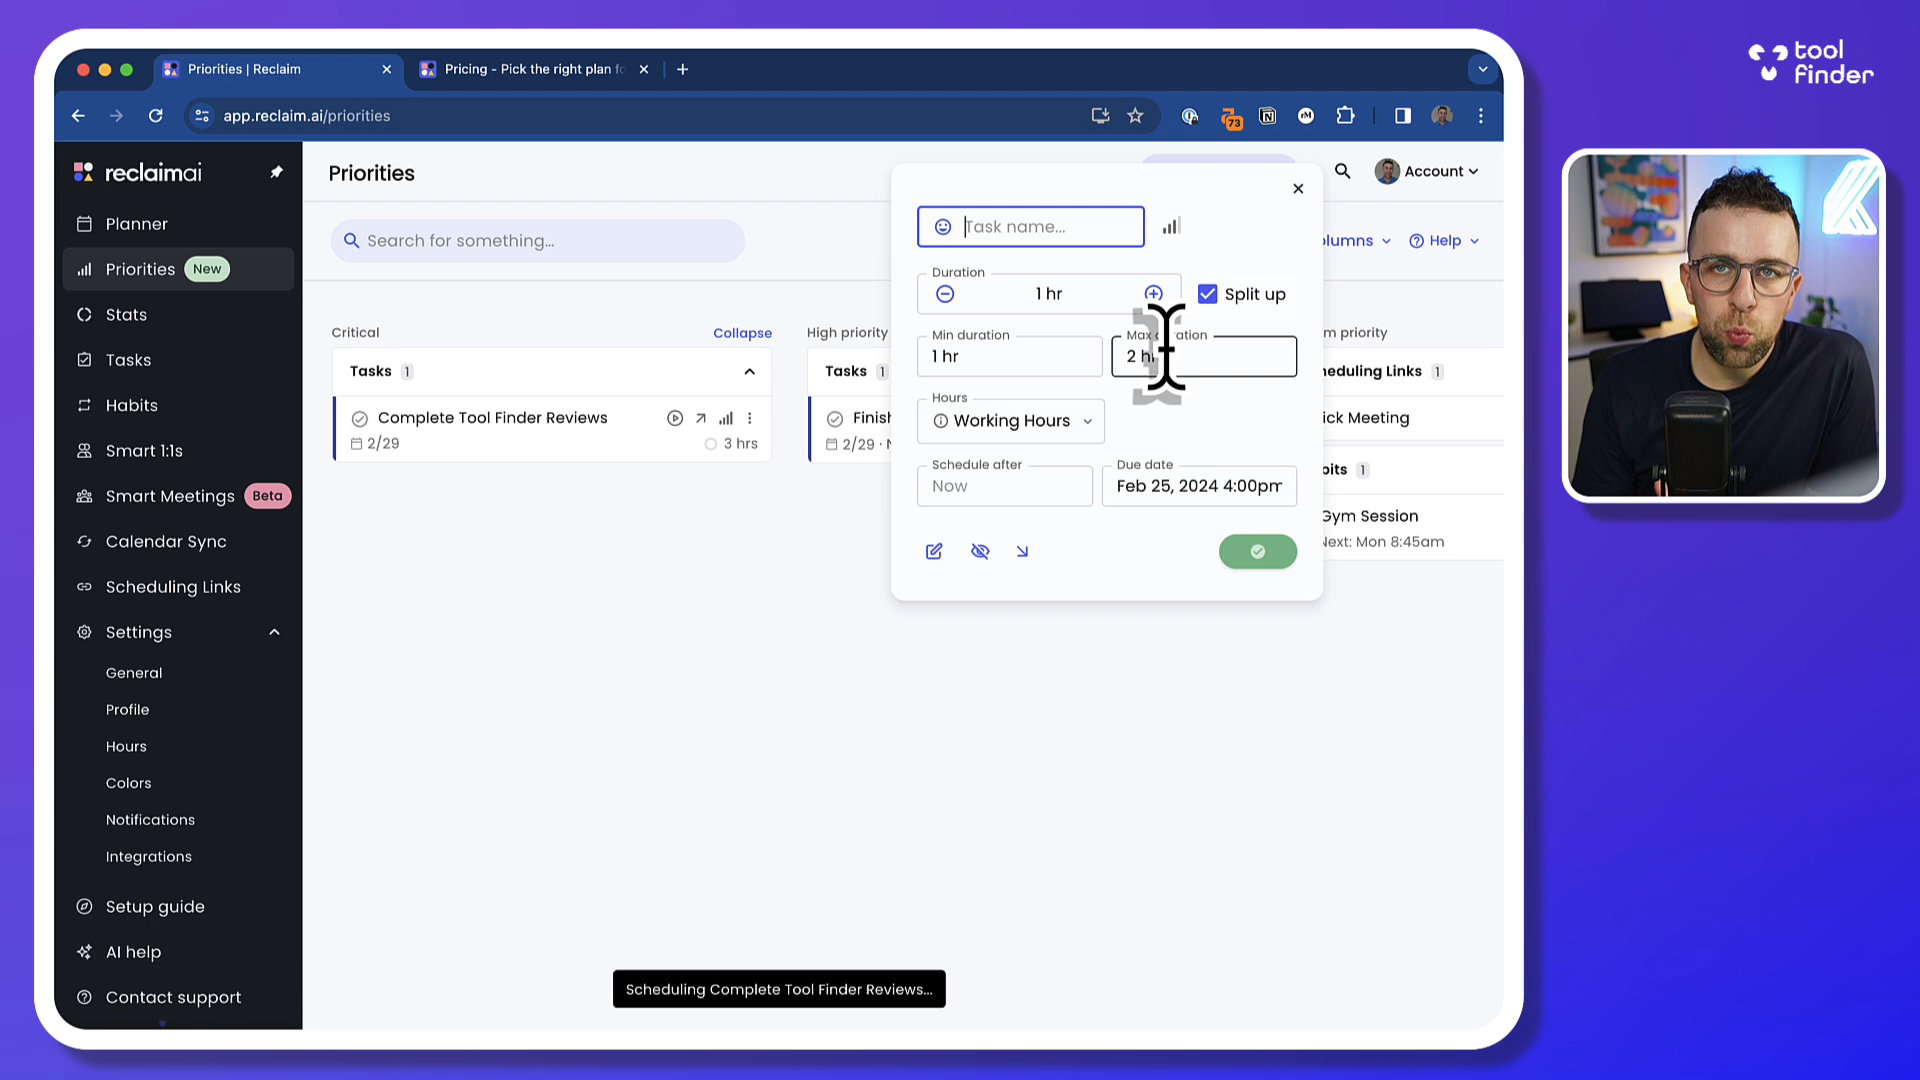 tool
finder
Priorities | Reclaim
Pricing - Pick the right plan fo
app.reclaim.ai/priorities
73
reclaimai
Planner
Priorities New
Stats
Tasks
Habits
Smart 1:1s
Smart Meetings Beta
Calendar Sync
Scheduling Links
Settings
General
Profile
Hours
Colors
Notifications
Integrations
Setup guide
AI help
Contact support
Priorities
Account
Search for something...
lumns
Help
Critical
Collapse
Tasks 1
Complete Tool Finder Reviews
2/29
3 hrs
High priority
Tasks 1
Finish
2/29 ·
m priority
heduling Links 1
ick Meeting
bits 1
Gym Session
Next: Mon 8:45am
Task name...
Duration
1 hr
Split up
Min duration
1 hr
Max duration
2 hr
Hours
Working Hours
Schedule after
Now
Due date
Feb 25, 2024 4:00pm
Scheduling Complete Tool Finder Reviews...